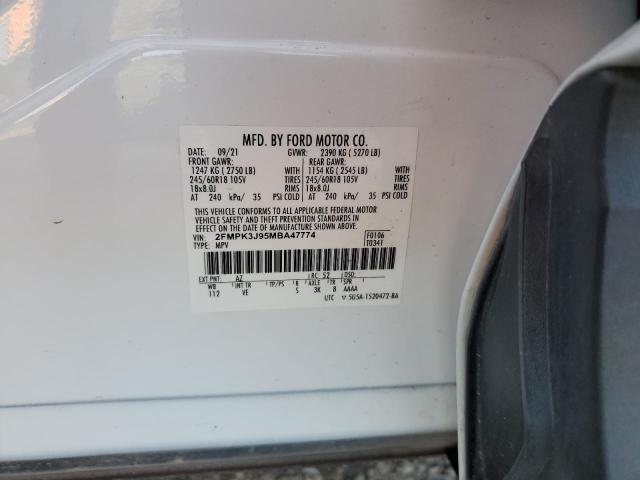 MFD. BY FORD MOTOR CO.
DATE: 09/21 GVWR: 2390 KG ( 5270 LB)
FRONT GAWR: REAR GAWR:
1247 KG ( 2750 LB) WITH 1154 KG ( 2545 LB) WITH
245/60R18 105V TIRES 245/60R18 105V TIRES
18x8.0J RIMS 18x8.0J RIMS
AT 240 kPa/ 35 PSI COLD AT 240 kPa/ 35 PSI COLD
THIS VEHICLE CONFORMS TO ALL APPLICABLE FEDERAL MOTOR
VEHICLE SAFETY AND THEFT PREVENTION STANDARDS IN
EFFECT ON THE DATE OF MANUFACTURE SHOWN ABOVE.
VIN: 2FMPK3J95MBA47774 F0106
TYPE: MPV T0341
EXT PNT: AZ RC: 52 DSO:
WB INT TR TP/PS R AXLE TR SPR
112 VE 5 3K 8 AAAA
UTC ▽ 5U5A-1520472-BA